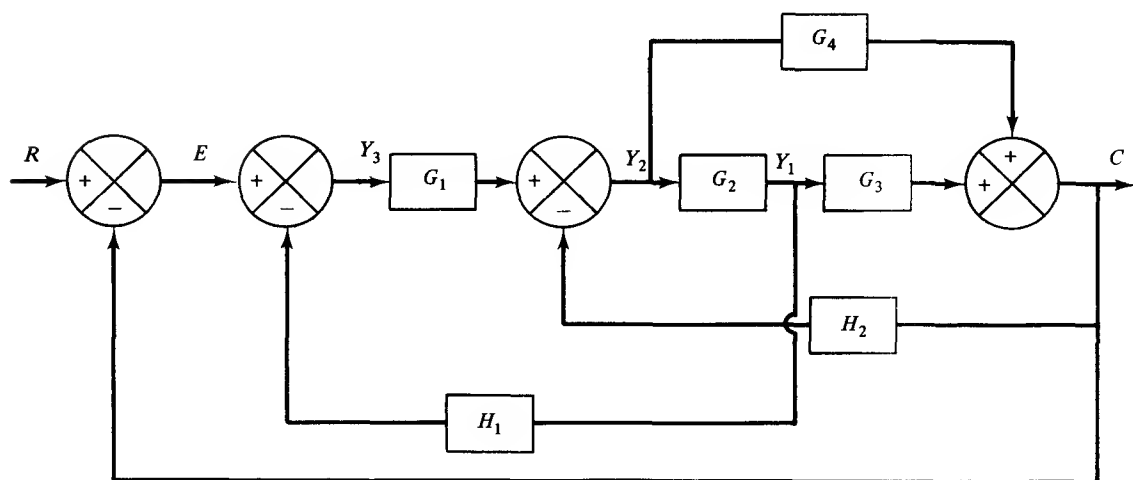 G₄
R
E
Y₃
Y₂
Y₁
C
+
−
+
−
G₁
+
−
G₂
G₃
+
+
H₂
H₁